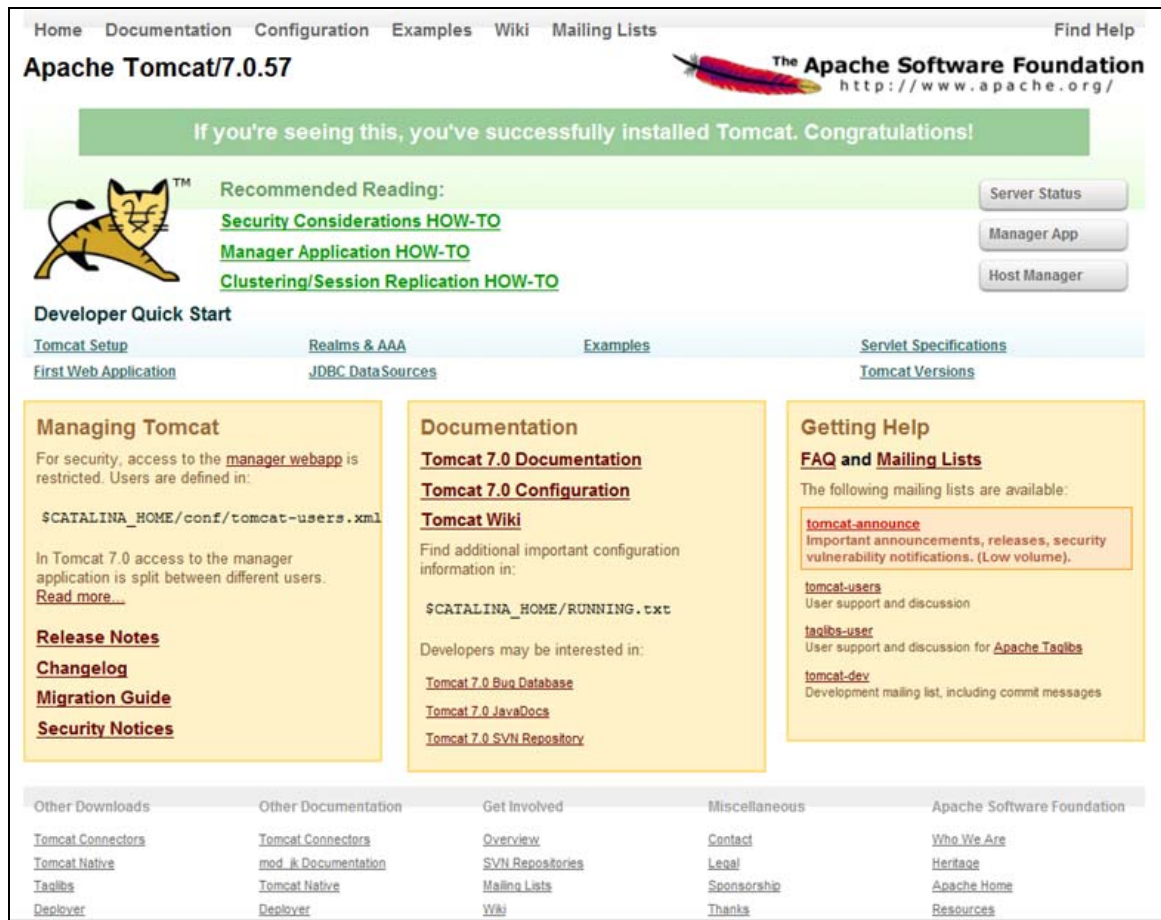 Home Documentation Configuration Examples Wiki Mailing Lists Find Help
Apache Tomcat/7.0.57
The Apache Software Foundation
http://www.apache.org/
If you're seeing this, you've successfully installed Tomcat. Congratulations!
TM
Recommended Reading:
Security Considerations HOW-TO
Manager Application HOW-TO
Clustering/Session Replication HOW-TO
Server Status
Manager App
Host Manager
Developer Quick Start
Tomcat Setup Realms & AAA Examples Servlet Specifications
First Web Application JDBC DataSources Tomcat Versions
Managing Tomcat
For security, access to the manager webapp is
restricted. Users are defined in:
$CATALINA_HOME/conf/tomcat-users.xml
In Tomcat 7.0 access to the manager
application is split between different users.
Read more...
Release Notes
Changelog
Migration Guide
Security Notices
Documentation
Tomcat 7.0 Documentation
Tomcat 7.0 Configuration
Tomcat Wiki
Find additional important configuration
information in:
$CATALINA_HOME/RUNNING.txt
Developers may be interested in:
Tomcat 7.0 Bug Database
Tomcat 7.0 JavaDocs
Tomcat 7.0 SVN Repository
Getting Help
FAQ and Mailing Lists
The following mailing lists are available:
tomcat-announce
Important announcements, releases, security
vulnerability notifications. (Low volume).
tomcat-users
User support and discussion
taglibs-user
User support and discussion for Apache Taglibs
tomcat-dev
Development mailing list, including commit messages
Other Downloads Other Documentation Get Involved Miscellaneous Apache Software Foundation
Tomcat Connectors Tomcat Connectors Overview Contact Who We Are
Tomcat Native mod_jk Documentation SVN Repositories Legal Heritage
Taglibs Tomcat Native Mailing Lists Sponsorship Apache Home
Deployer Deployer Wiki Thanks Resources